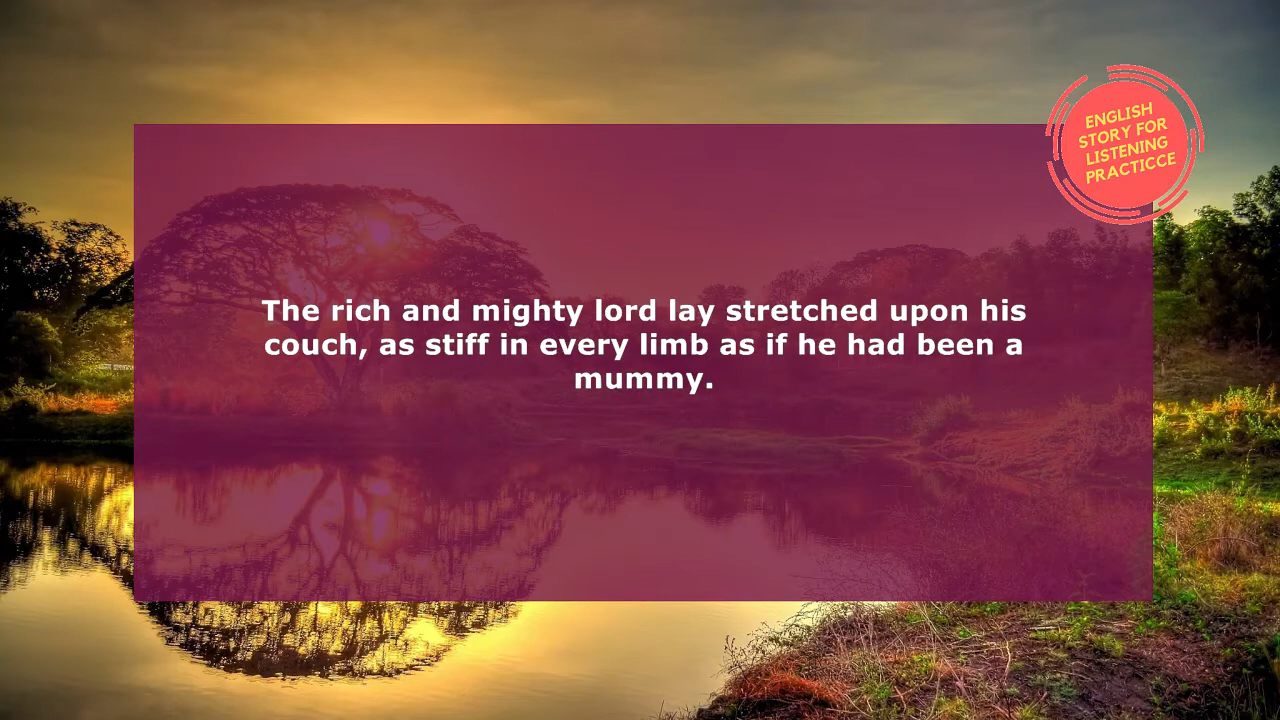 ENGLISH
STORY FOR
LISTENING
PRACTICCE
The rich and mighty lord lay stretched upon his
couch, as stiff in every limb as if he had been a
mummy.